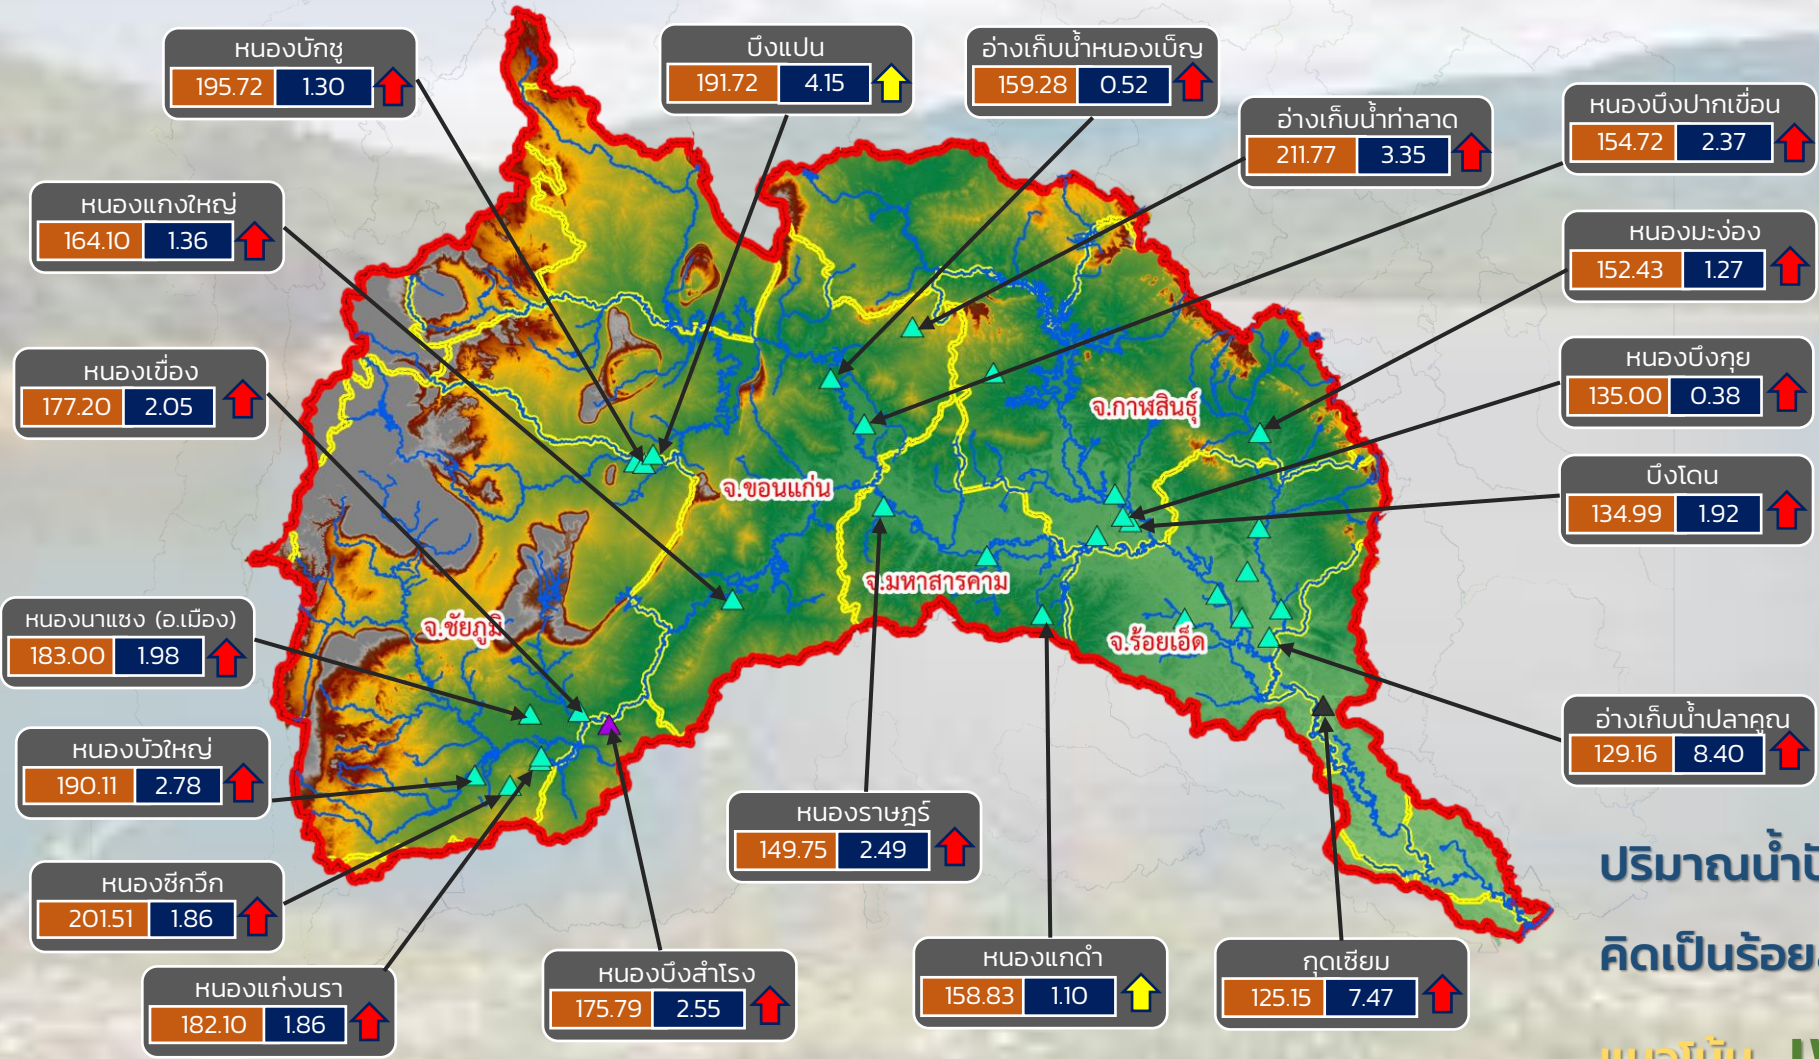 หนองบักซู
195.72 1.30
บึงแปน
191.72 4.15
อ่างเก็บน้ำหนองเบ็ญ
159.28 0.52
อ่างเก็บน้ำท่าลาด
211.77 3.35
หนองบึงปากเขื่อน
154.72 2.37
หนองแกงใหญ่
164.10 1.36
หนองมะง่อง
152.43 1.27
หนองเขื่อง
177.20 2.05
หนองบึงกุย
135.00 0.38
จ.กาฬสินธุ์
จ.ขอนแก่น
บึงโดน
134.99 1.92
จ.มหาสารคาม
หนองนาแซง (อ.เมือง)
183.00 1.98
จ.ชัยภูมิ
จ.ร้อยเอ็ด
อ่างเก็บน้ำปลาคูณ
129.16 8.40
หนองบัวใหญ่
190.11 2.78
หนองราษฎร์
149.75 2.49
หนองซีกวึก
201.51 1.86
หนองแก่งนรา
182.10 1.86
หนองบึงสำโรง
175.79 2.55
หนองแกดำ
158.83 1.10
กุดเชียม
125.15 7.47
ปริมาณน้ำ
คิดเป็นร้อย
แนวโน้ม